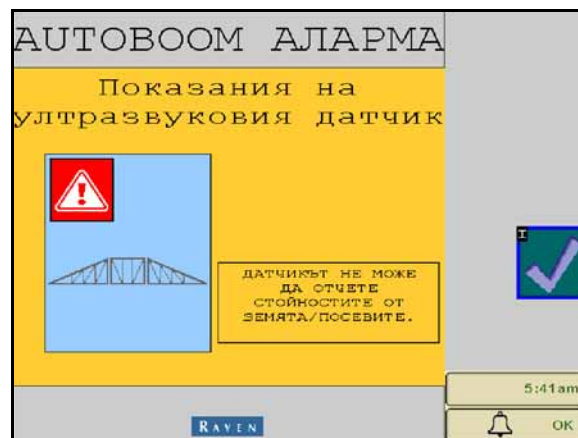 AUTOBOOM АЛАРМА
Показания на
ултразвуковия датчик
ДАТЧИКЪТ НЕ МОЖЕ
ДА ОТЧЕТЕ
СТОЙНОСТИТЕ ОТ
ЗЕМЯТА/ПОСЕВИТЕ.
I
5:41am
RAVEN
OK